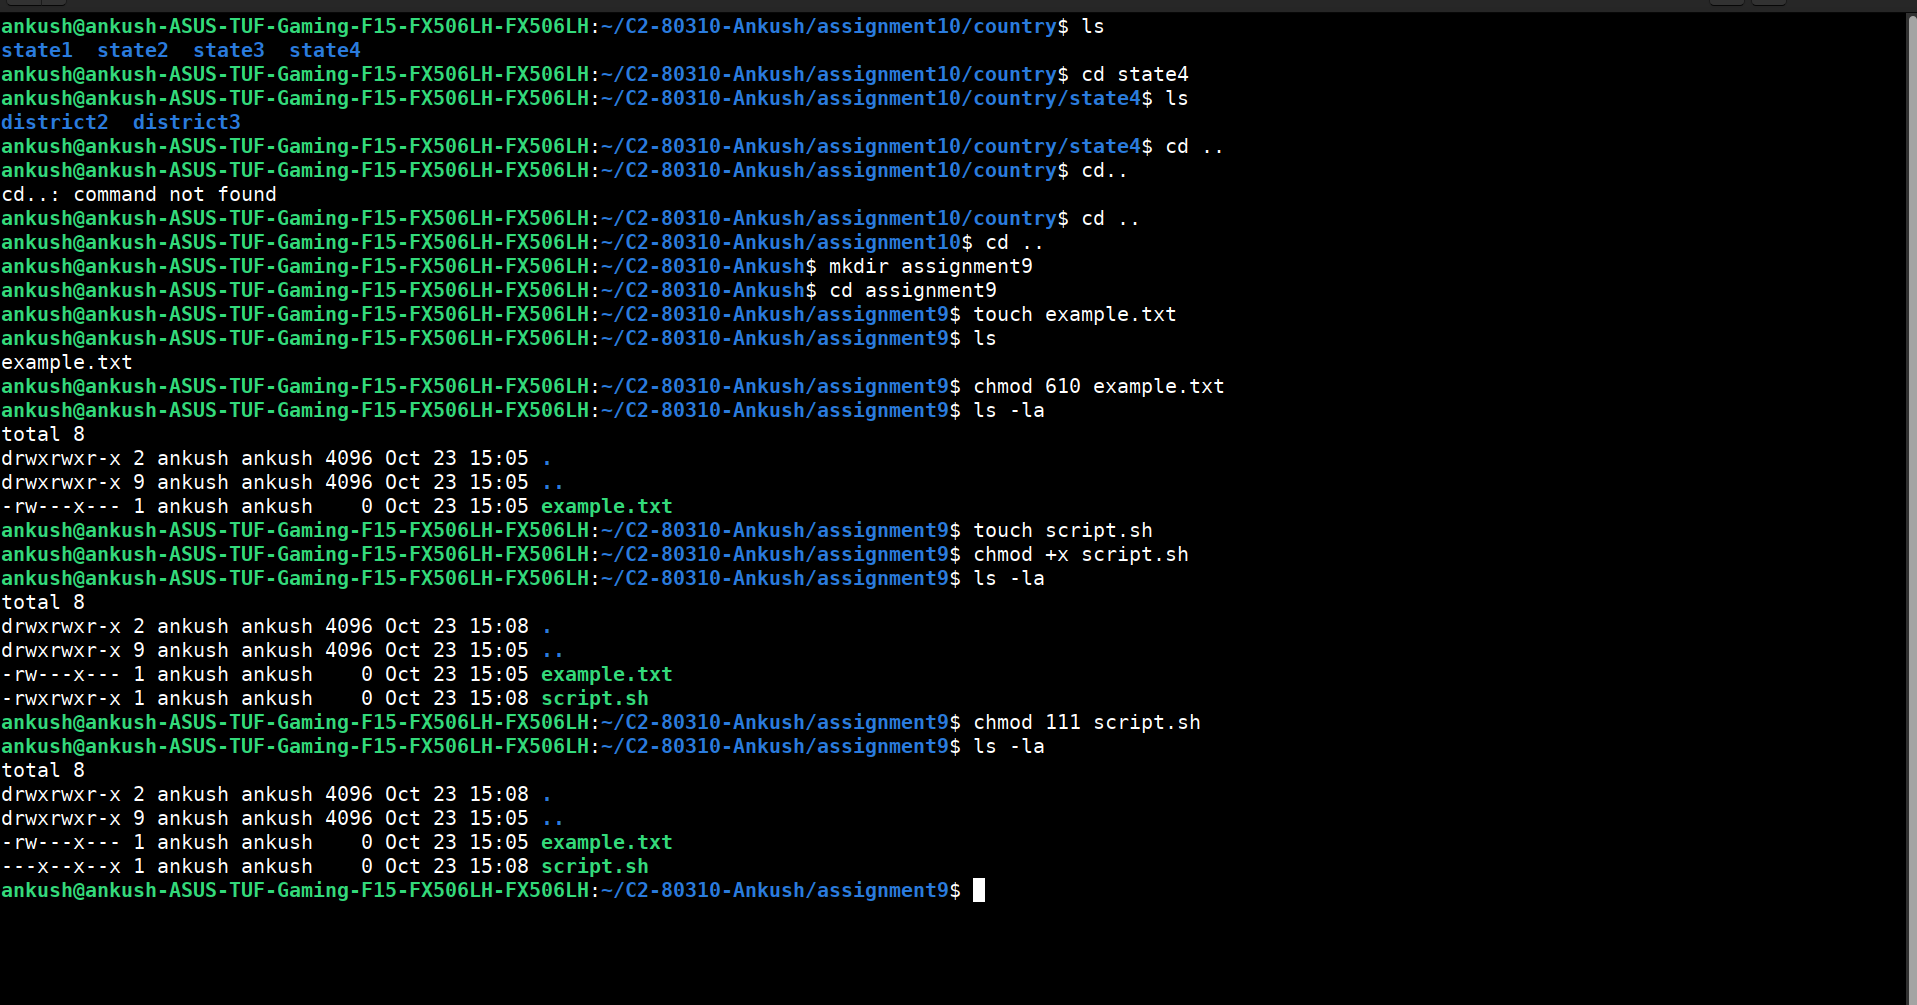 ankush@ankush-ASUS-TUF-Gaming-F15-FX506LH-FX506LH:~/C2-80310-Ankush/assignment10/country$ ls
state1  state2  state3  state4
ankush@ankush-ASUS-TUF-Gaming-F15-FX506LH-FX506LH:~/C2-80310-Ankush/assignment10/country$ cd state4
ankush@ankush-ASUS-TUF-Gaming-F15-FX506LH-FX506LH:~/C2-80310-Ankush/assignment10/country/state4$ ls
district2  district3
ankush@ankush-ASUS-TUF-Gaming-F15-FX506LH-FX506LH:~/C2-80310-Ankush/assignment10/country/state4$ cd ..
ankush@ankush-ASUS-TUF-Gaming-F15-FX506LH-FX506LH:~/C2-80310-Ankush/assignment10/country$ cd..
cd..: command not found
ankush@ankush-ASUS-TUF-Gaming-F15-FX506LH-FX506LH:~/C2-80310-Ankush/assignment10/country$ cd ..
ankush@ankush-ASUS-TUF-Gaming-F15-FX506LH-FX506LH:~/C2-80310-Ankush/assignment10$ cd ..
ankush@ankush-ASUS-TUF-Gaming-F15-FX506LH-FX506LH:~/C2-80310-Ankush$ mkdir assignment9
ankush@ankush-ASUS-TUF-Gaming-F15-FX506LH-FX506LH:~/C2-80310-Ankush$ cd assignment9
ankush@ankush-ASUS-TUF-Gaming-F15-FX506LH-FX506LH:~/C2-80310-Ankush/assignment9$ touch example.txt
ankush@ankush-ASUS-TUF-Gaming-F15-FX506LH-FX506LH:~/C2-80310-Ankush/assignment9$ ls
example.txt
ankush@ankush-ASUS-TUF-Gaming-F15-FX506LH-FX506LH:~/C2-80310-Ankush/assignment9$ chmod 610 example.txt
ankush@ankush-ASUS-TUF-Gaming-F15-FX506LH-FX506LH:~/C2-80310-Ankush/assignment9$ ls -la
total 8
drwxrwxr-x 2 ankush ankush 4096 Oct 23 15:05 .
drwxrwxr-x 9 ankush ankush 4096 Oct 23 15:05 ..
-rw---x--- 1 ankush ankush    0 Oct 23 15:05 example.txt
ankush@ankush-ASUS-TUF-Gaming-F15-FX506LH-FX506LH:~/C2-80310-Ankush/assignment9$ touch script.sh
ankush@ankush-ASUS-TUF-Gaming-F15-FX506LH-FX506LH:~/C2-80310-Ankush/assignment9$ chmod +x script.sh
ankush@ankush-ASUS-TUF-Gaming-F15-FX506LH-FX506LH:~/C2-80310-Ankush/assignment9$ ls -la
total 8
drwxrwxr-x 2 ankush ankush 4096 Oct 23 15:08 .
drwxrwxr-x 9 ankush ankush 4096 Oct 23 15:05 ..
-rw---x--- 1 ankush ankush    0 Oct 23 15:05 example.txt
-rwxrwxr-x 1 ankush ankush    0 Oct 23 15:08 script.sh
ankush@ankush-ASUS-TUF-Gaming-F15-FX506LH-FX506LH:~/C2-80310-Ankush/assignment9$ chmod 111 script.sh
ankush@ankush-ASUS-TUF-Gaming-F15-FX506LH-FX506LH:~/C2-80310-Ankush/assignment9$ ls -la
total 8
drwxrwxr-x 2 ankush ankush 4096 Oct 23 15:08 .
drwxrwxr-x 9 ankush ankush 4096 Oct 23 15:05 ..
-rw---x--- 1 ankush ankush    0 Oct 23 15:05 example.txt
---x--x--x 1 ankush ankush    0 Oct 23 15:08 script.sh
ankush@ankush-ASUS-TUF-Gaming-F15-FX506LH-FX506LH:~/C2-80310-Ankush/assignment9$